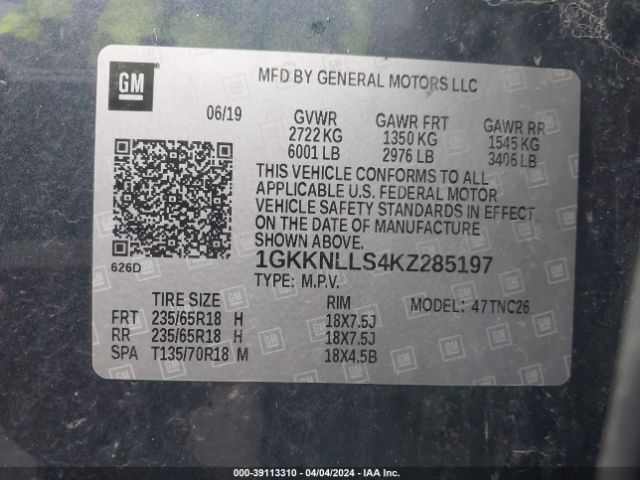 GM
MFD BY GENERAL MOTORS LLC
06/19 GVWR GAWR FRT GAWR RR
2722 KG 1350 KG 1545 KG
6001 LB 2976 LB 3406 LB
THIS VEHICLE CONFORMS TO ALL
APPLICABLE U.S. FEDERAL MOTOR
VEHICLE SAFETY STANDARDS IN EFFECT
ON THE DATE OF MANUFACTURE
SHOWN ABOVE.
626D
1GKKNLLS4KZ285197
TYPE: M.P.V.
TIRE SIZE RIM MODEL: 47TNC26
FRT 235/65R18 H 18X7.5J
RR 235/65R18 H 18X7.5J
SPA T135/70R18 M 18X4.5B
000-39113310 - 04/04/2024 - IAA Inc.